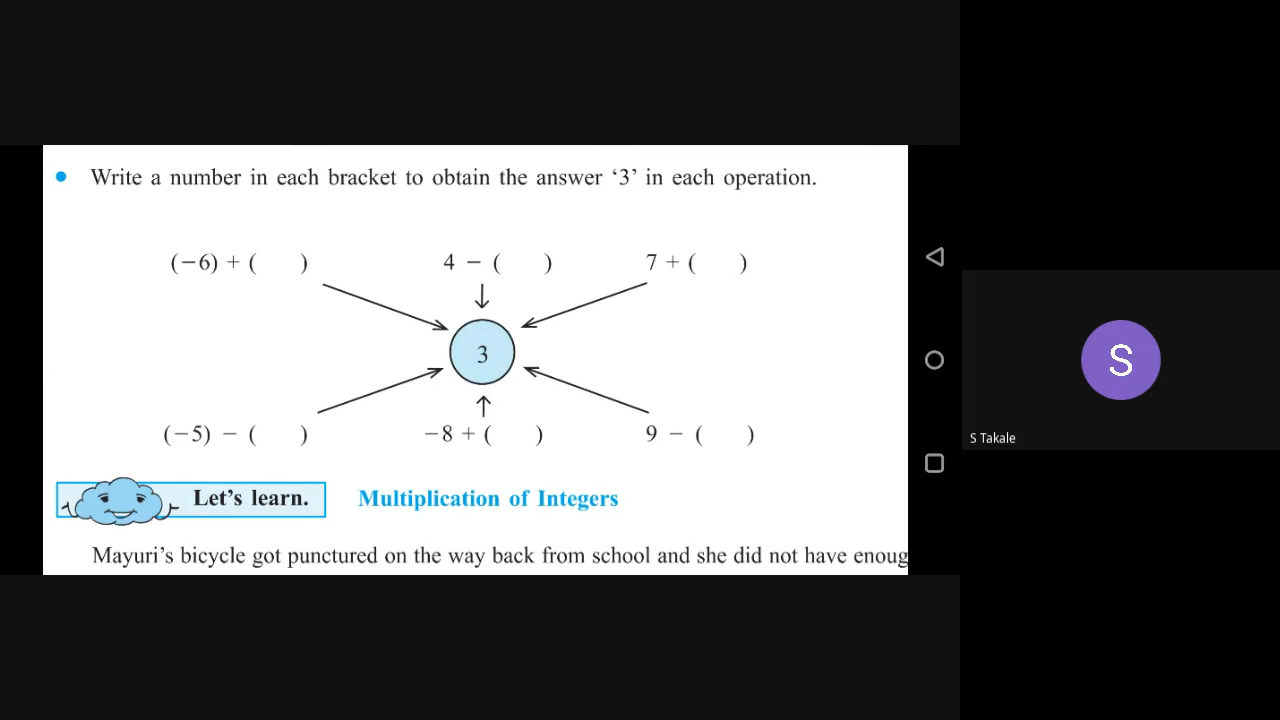 • Write a number in each bracket to obtain the answer ‘3’ in each operation.
(−6) + (    )    4 − (    )    7 + (    )
3
(−5) − (    )    −8 + (    )    9 − (    )
Let’s learn.    Multiplication of Integers
Mayuri’s bicycle got punctured on the way back from school and she did not have enoug
S
S Takale